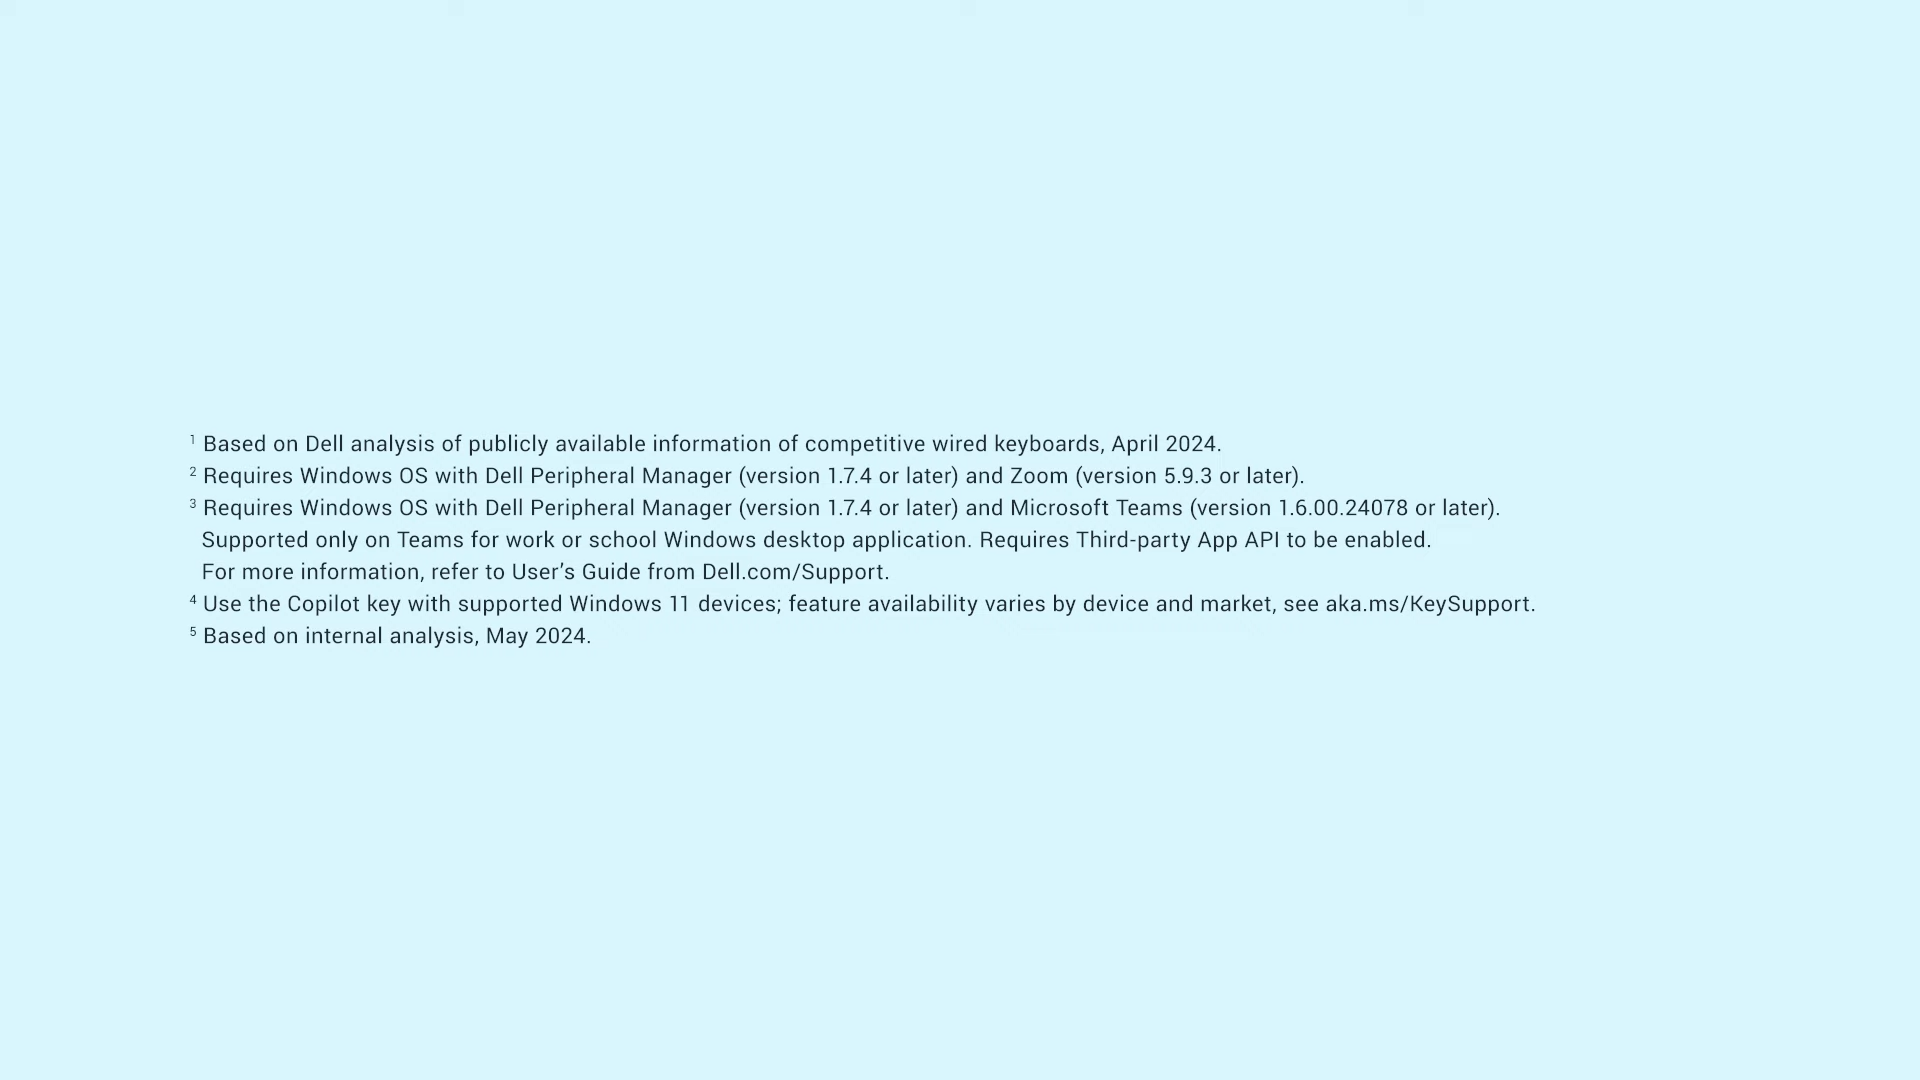 ¹ Based on Dell analysis of publicly available information of competitive wired keyboards, April 2024.
² Requires Windows OS with Dell Peripheral Manager (version 1.7.4 or later) and Zoom (version 5.9.3 or later).
³ Requires Windows OS with Dell Peripheral Manager (version 1.7.4 or later) and Microsoft Teams (version 1.6.00.24078 or later).
Supported only on Teams for work or school Windows desktop application. Requires Third-party App API to be enabled.
For more information, refer to User’s Guide from Dell.com/Support.
⁴ Use the Copilot key with supported Windows 11 devices; feature availability varies by device and market, see aka.ms/KeySupport.
⁵ Based on internal analysis, May 2024.